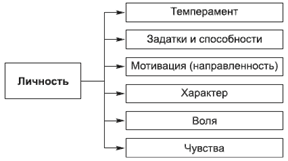 Личность
Темперамент
Задатки и способности
Мотивация (направленность)
Характер
Воля
Чувства